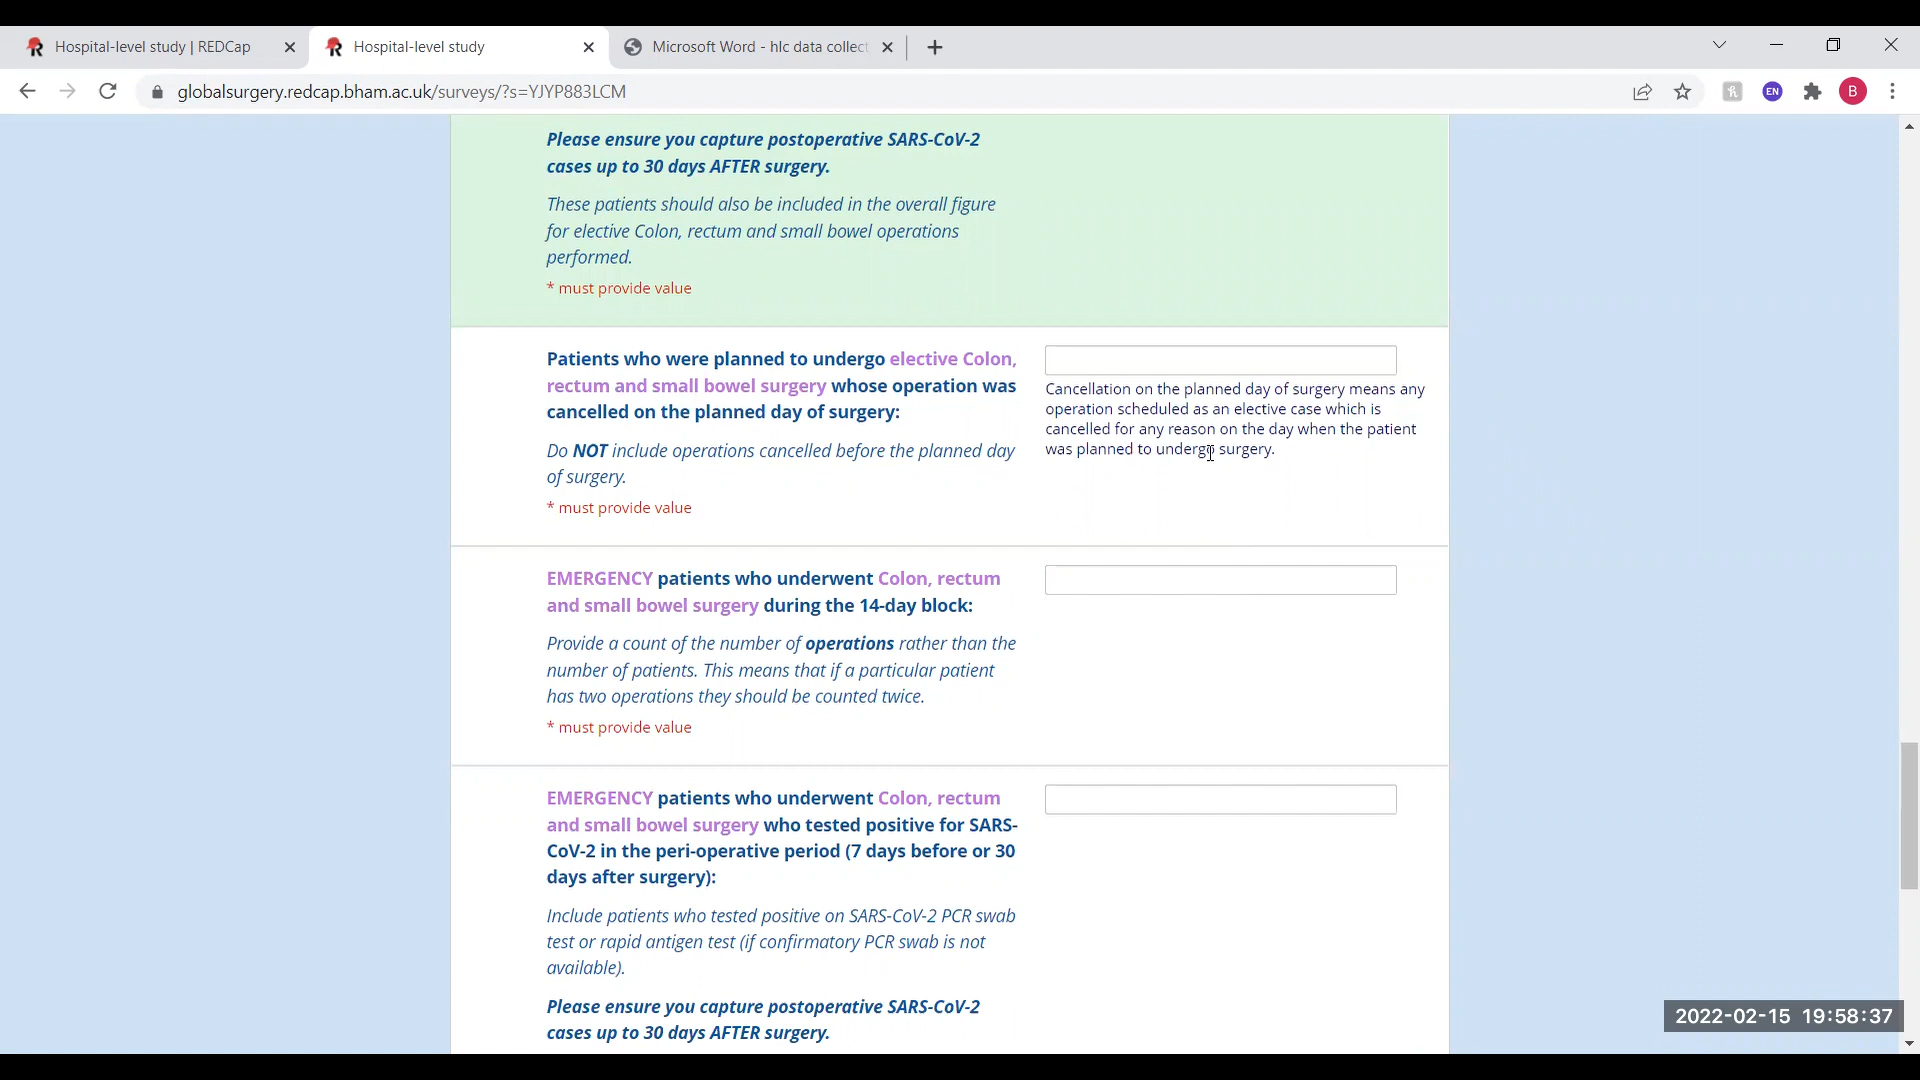 Hospital-level study | REDCap
Hospital-level study
Microsoft Word - hlc data collect
globalsurgery.redcap.bham.ac.uk/surveys/?s=YJYP883LCM
EN
B
Please ensure you capture postoperative SARS-CoV-2
cases up to 30 days AFTER surgery.
These patients should also be included in the overall figure
for elective Colon, rectum and small bowel operations
performed.
* must provide value
Patients who were planned to undergo elective Colon,
rectum and small bowel surgery whose operation was
cancelled on the planned day of surgery:
Do NOT include operations cancelled before the planned day
of surgery.
* must provide value
Cancellation on the planned day of surgery means any
operation scheduled as an elective case which is
cancelled for any reason on the day when the patient
was planned to undergo surgery.
EMERGENCY patients who underwent Colon, rectum
and small bowel surgery during the 14-day block:
Provide a count of the number of operations rather than the
number of patients. This means that if a particular patient
has two operations they should be counted twice.
* must provide value
EMERGENCY patients who underwent Colon, rectum
and small bowel surgery who tested positive for SARS-
CoV-2 in the peri-operative period (7 days before or 30
days after surgery):
Include patients who tested positive on SARS-CoV-2 PCR swab
test or rapid antigen test (if confirmatory PCR swab is not
available).
Please ensure you capture postoperative SARS-CoV-2
cases up to 30 days AFTER surgery.
2022-02-15 19:58:37